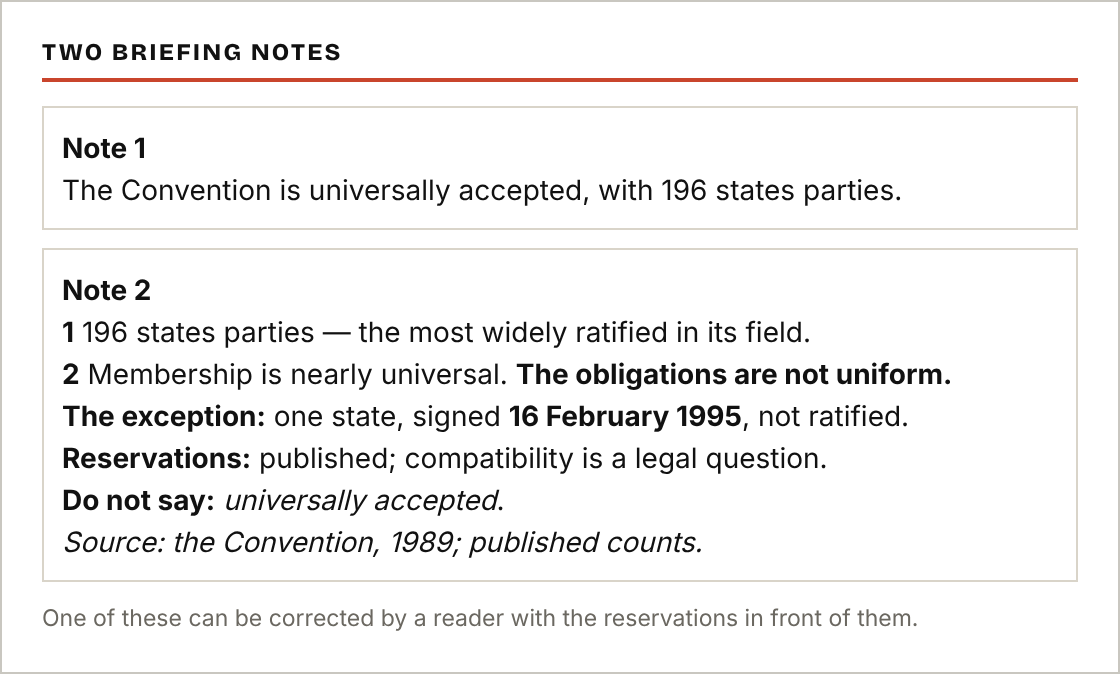 TWO BRIEFING NOTES
Note 1
The Convention is universally accepted, with 196 states parties.
Note 2
1 196 states parties — the most widely ratified in its field.
2 Membership is nearly universal. The obligations are not uniform.
The exception: one state, signed 16 February 1995, not ratified.
Reservations: published; compatibility is a legal question.
Do not say: universally accepted.
Source: the Convention, 1989; published counts.
One of these can be corrected by a reader with the reservations in front of them.